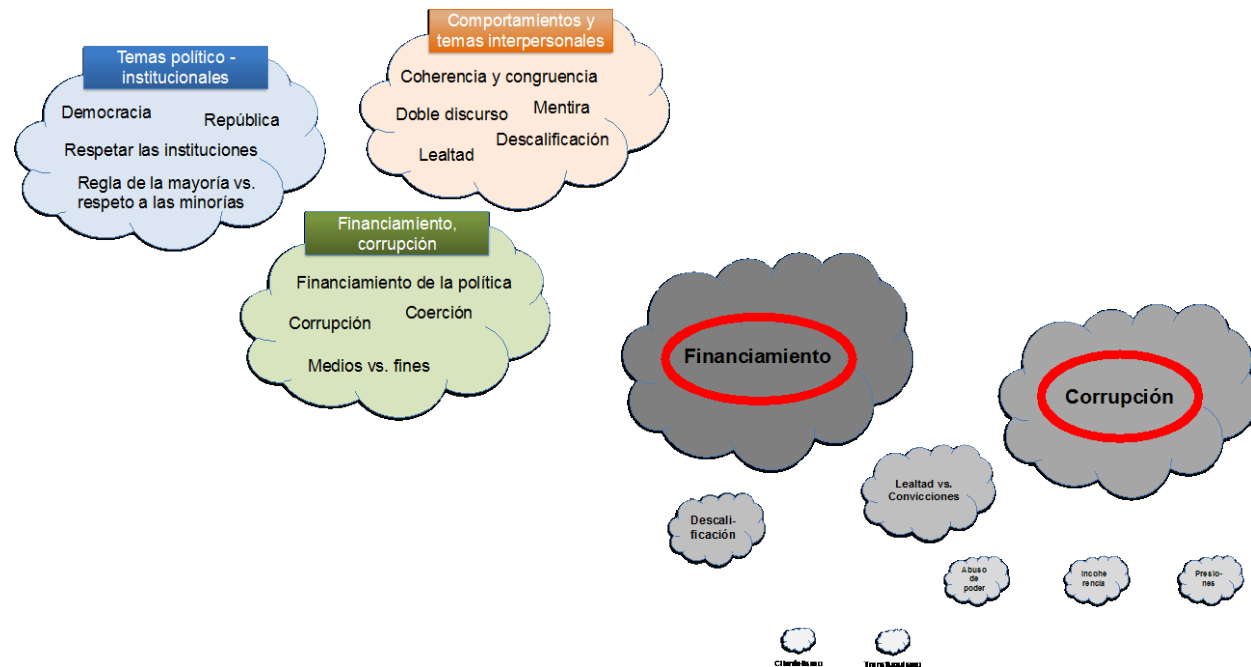 Temas político -
institucionales
Democracia
República
Respetar las instituciones
Regla de la mayoría vs.
respeto a las minorías
Comportamientos y
temas interpersonales
Coherencia y congruencia
Doble discurso
Mentira
Descalificación
Lealtad
Financiamiento,
corrupción
Financiamiento de la política
Corrupción
Coerción
Medios vs. fines
Financiamiento
Corrupción
Lealtad vs.
Convicciones
Descali-
ficación
Abuso
de
poder
Incohe
rencia
Presio-
nes
Clientelismo
Transfuguismo